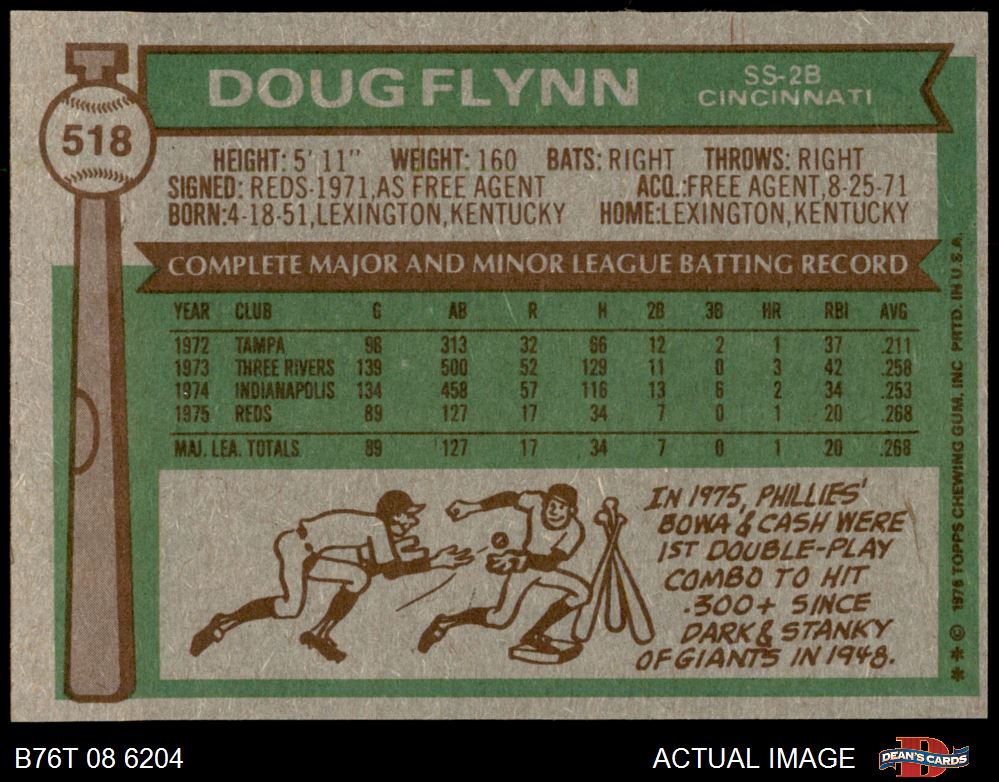 DOUG FLYNN
SS-2B
CINCINNATI
518
HEIGHT: 5' 11" WEIGHT: 160 BATS: RIGHT THROWS: RIGHT
SIGNED: REDS-1971, AS FREE AGENT ACQ.: FREE AGENT, 8-25-71
BORN: 4-18-51, LEXINGTON, KENTUCKY HOME: LEXINGTON, KENTUCKY
COMPLETE MAJOR AND MINOR LEAGUE BATTING RECORD
YEAR CLUB G AB R H 2B 3B HR RBI AVG
1972 TAMPA 96 313 32 66 12 2 1 37 .211
1973 THREE RIVERS 139 500 52 129 11 0 3 42 .258
1974 INDIANAPOLIS 134 458 57 116 13 6 2 34 .253
1975 REDS 89 127 17 34 7 0 1 20 .268
MAJ. LEA. TOTALS 89 127 17 34 7 0 1 20 .268
IN 1975, PHILLIES'
BOWA & CASH WERE
1ST DOUBLE-PLAY
COMBO TO HIT
.300+ SINCE
DARK & STANKY
OF GIANTS IN 1948.
** © 1976 TOPPS CHEWING GUM, INC PRTD. IN U.S.A.
B76T 08 6204
ACTUAL IMAGE
DEAN'S CARDS